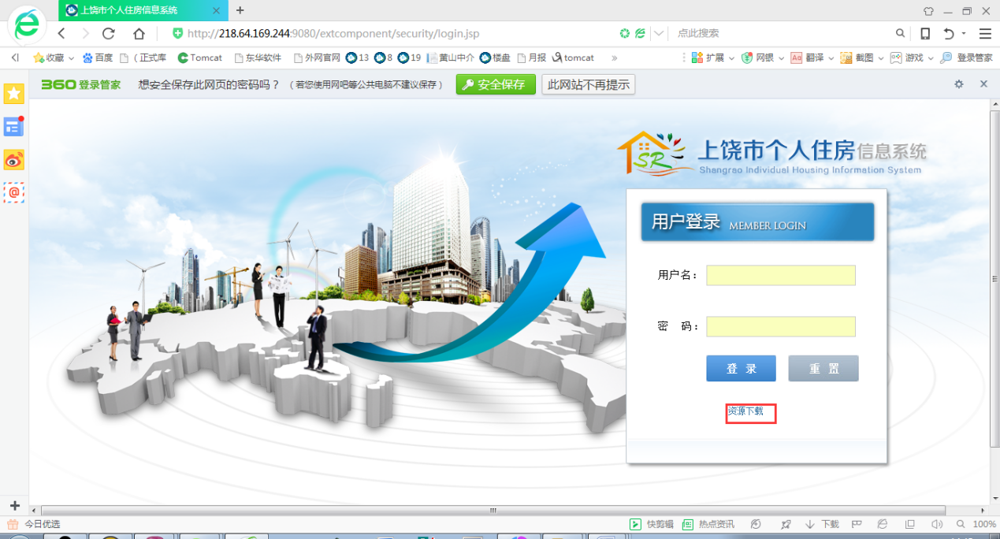 上饶市个人住房信息系统
http://218.64.169.244:9080/extcomponent/security/login.jsp
点此搜索
收藏 百度 （正式库 Tomcat 东华软件 外网官网 13 8 19 黄山中介 楼盘 月报 tomcat » 扩展 网银 Aa 翻译 截图 游戏 登录管家
360登录管家 想安全保存此网页的密码吗？（若您使用网吧等公共电脑不建议保存） 安全保存 此网站不再提示
SR 上饶市个人住房信息系统
Shangrao Individual Housing Information System
用户登录 MEMBER LOGIN
用户名：
密 码：
登 录 重 置
资源下载
今日优选 快剪辑 热点资讯 下载 100%